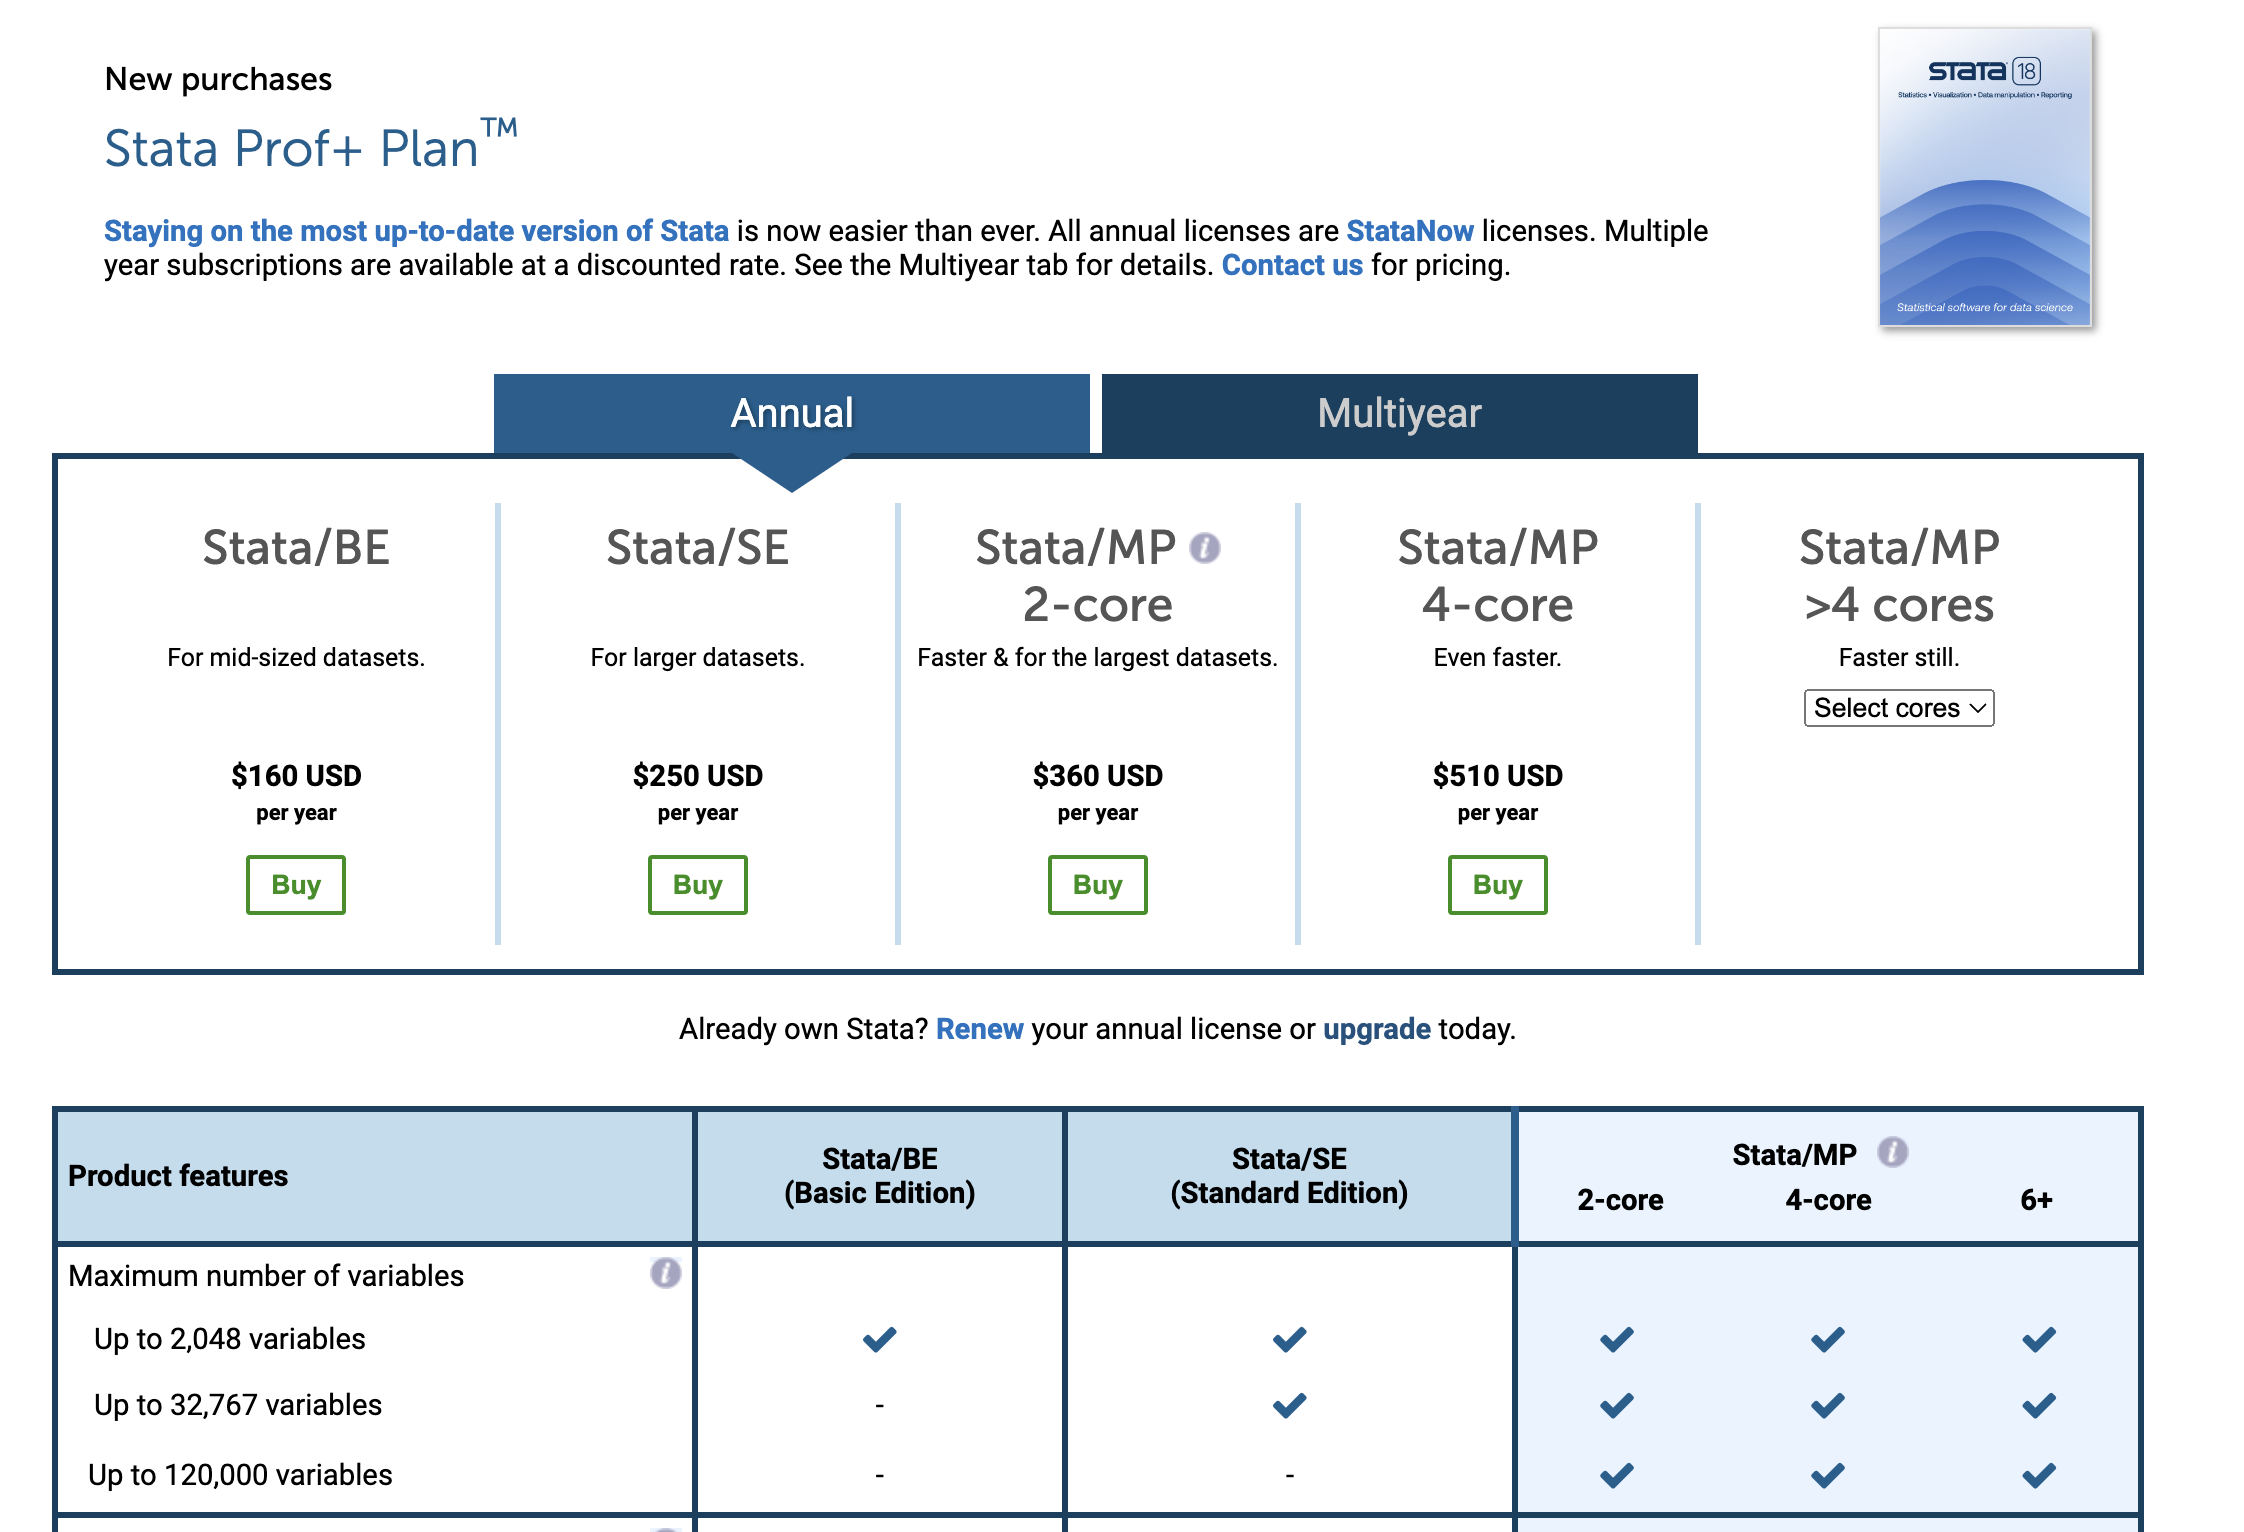 New purchases
Stata Prof+ Plan™
Staying on the most up-to-date version of Stata is now easier than ever. All annual licenses are StataNow licenses. Multiple
year subscriptions are available at a discounted rate. See the Multiyear tab for details. Contact us for pricing.
stata 18
Statistics • Visualization • Data manipulation • Reporting
Statistical software for data science
Annual
Multiyear
Stata/BE
For mid-sized datasets.
$160 USD
per year
Buy
Stata/SE
For larger datasets.
$250 USD
per year
Buy
Stata/MP i
2-core
Faster & for the largest datasets.
$360 USD
per year
Buy
Stata/MP
4-core
Even faster.
$510 USD
per year
Buy
Stata/MP
>4 cores
Faster still.
Select cores
Already own Stata? Renew your annual license or upgrade today.
Product features
Stata/BE
(Basic Edition)
Stata/SE
(Standard Edition)
Stata/MP i
2-core 4-core 6+
Maximum number of variables i
Up to 2,048 variables
Up to 32,767 variables -
Up to 120,000 variables - -